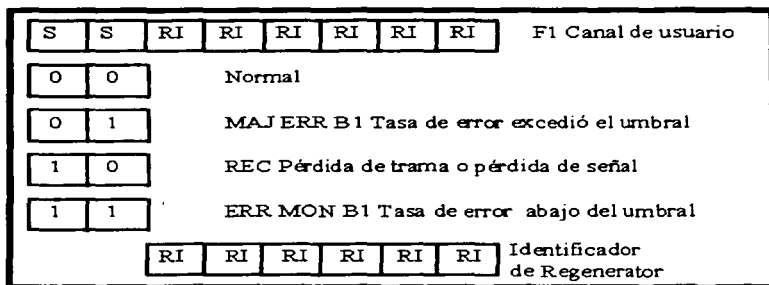 S S RI RI RI RI RI RI F1 Canal de usuario
0 0 Normal
0 1 MAJ ERR B1 Tasa de error excedió el umbral
1 0 REC Pérdida de trama o pérdida de señal
1 1 ERR MON B1 Tasa de error abajo del umbral
RI RI RI RI RI RI Identificador
de Regenerator